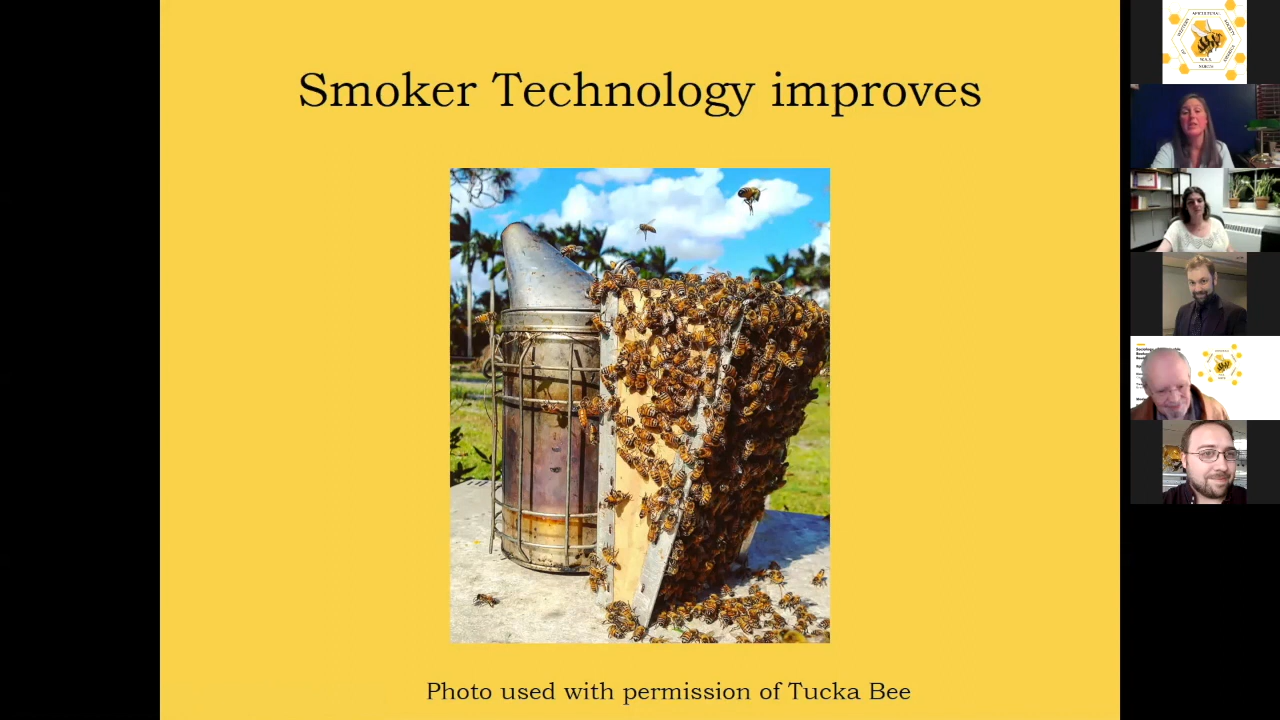 Smoker Technology improves
Photo used with permission of Tucka Bee